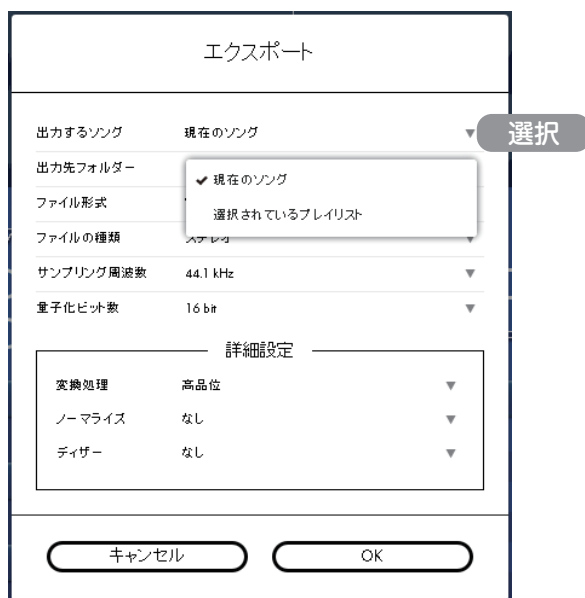 エクスポート
出力するソング 現在のソング
選択
出力先フォルダー
✔ 現在のソング
ファイル形式
選択されているプレイリスト
ファイルの種類 ステレオ
サンプリング周波数 44.1 kHz
量子化ビット数 16 bit
詳細設定
変換処理 高品位
ノーマライズ なし
ディザー なし
キャンセル OK